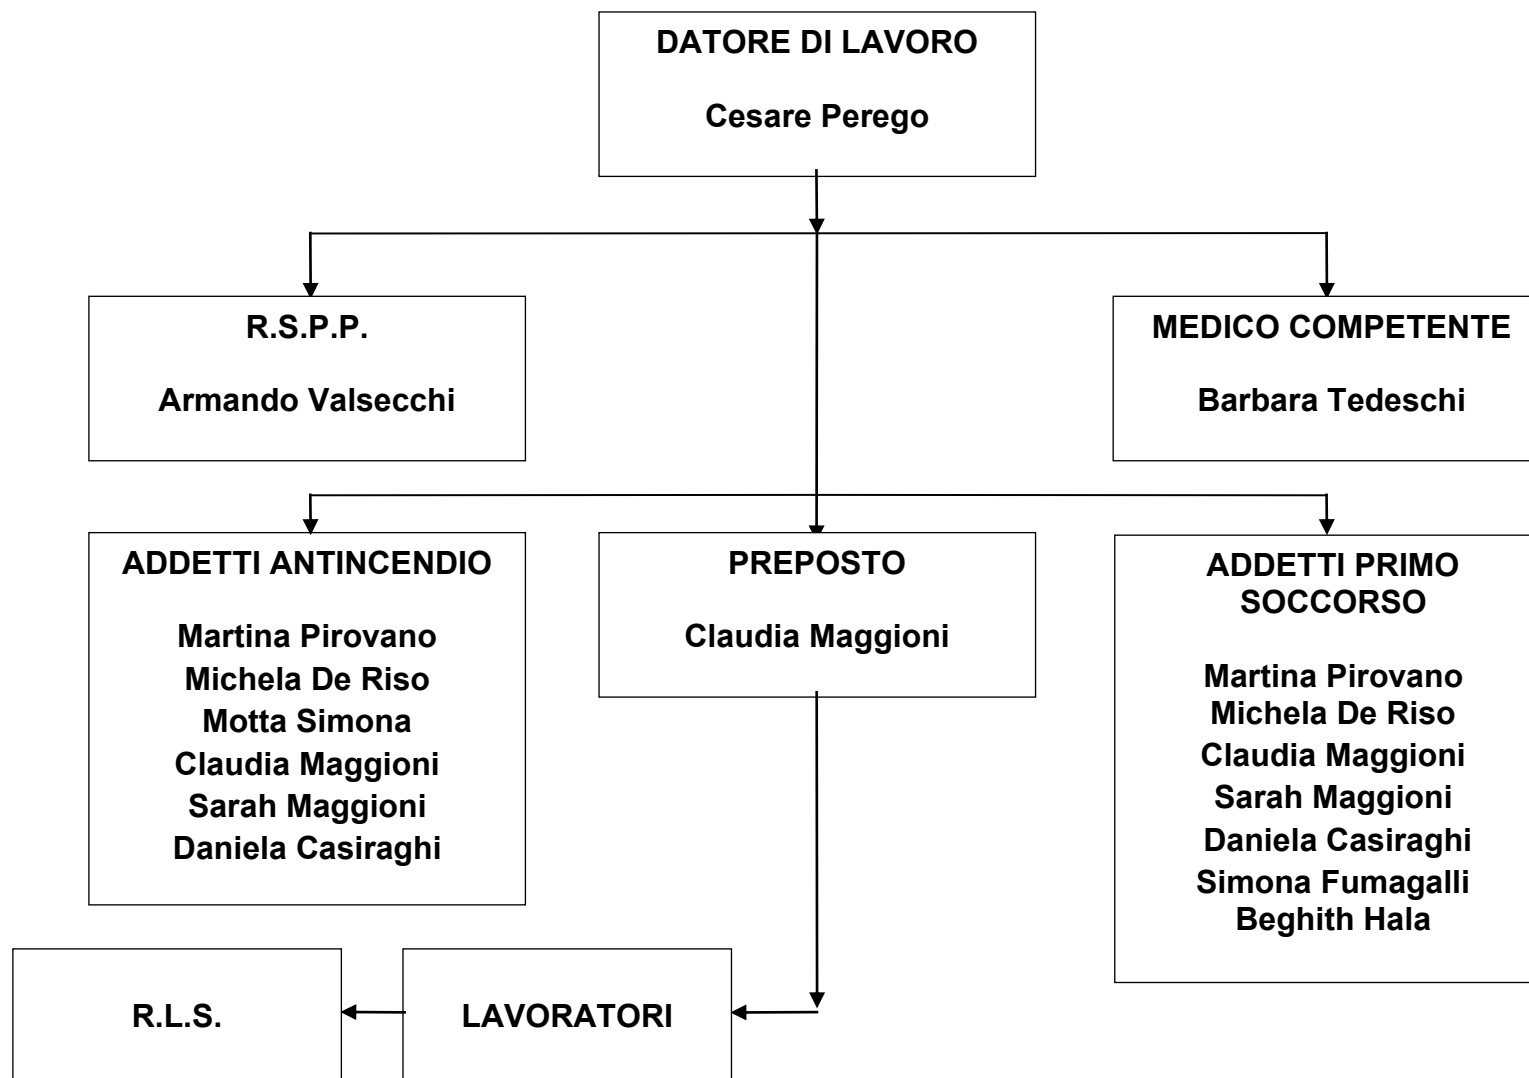 DATORE DI LAVORO
Cesare Perego
R.S.P.P.
Armando Valsecchi
MEDICO COMPETENTE
Barbara Tedeschi
ADDETTI ANTINCENDIO
Martina Pirovano
Michela De Riso
Motta Simona
Claudia Maggioni
Sarah Maggioni
Daniela Casiraghi
PREPOSTO
Claudia Maggioni
ADDETTI PRIMO
SOCCORSO
Martina Pirovano
Michela De Riso
Claudia Maggioni
Sarah Maggioni
Daniela Casiraghi
Simona Fumagalli
Beghith Hala
R.L.S.
LAVORATORI